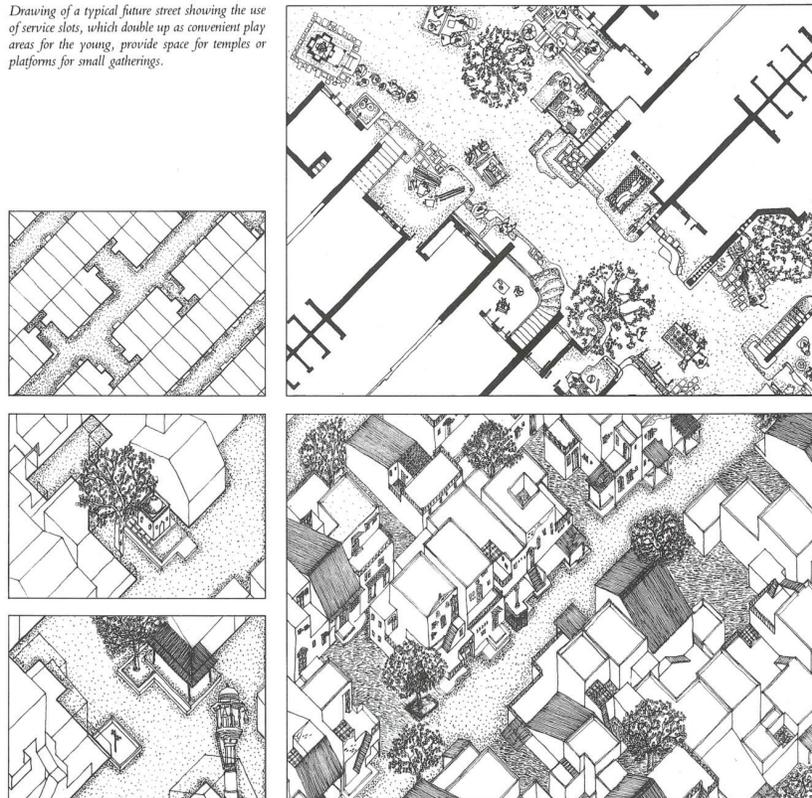 Drawing of a typical future street showing the use
of service slots, which double up as convenient play
areas for the young, provide space for temples or
platforms for small gatherings.